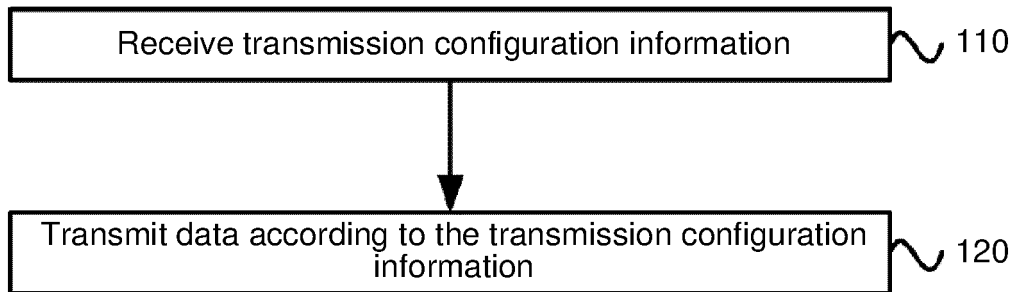 Receive transmission configuration information
110
Transmit data according to the transmission configuration
information
120